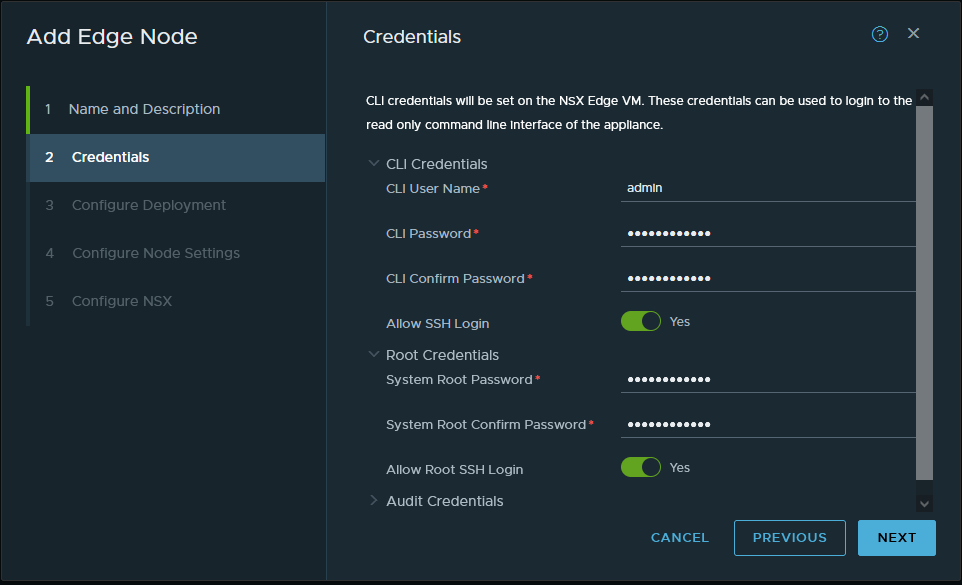 Add Edge Node
1 Name and Description
2 Credentials
3 Configure Deployment
4 Configure Node Settings
5 Configure NSX
Credentials
?
CLI credentials will be set on the NSX Edge VM. These credentials can be used to login to the
read only command line interface of the appliance.
CLI Credentials
CLI User Name* admin
CLI Password* ••••••••••••
CLI Confirm Password* ••••••••••••
Allow SSH Login Yes
Root Credentials
System Root Password* ••••••••••••
System Root Confirm Password* ••••••••••••
Allow Root SSH Login Yes
Audit Credentials
CANCEL PREVIOUS NEXT